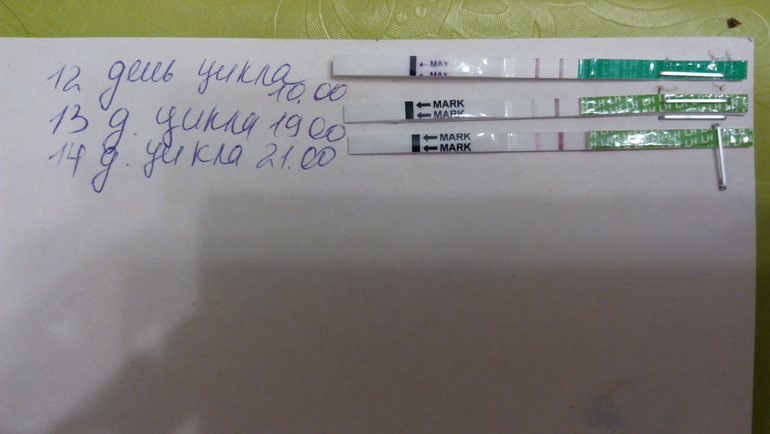 12 день цикла
10.00
13 д. цикла 19 00
14 д. цикла 21.00
← MAX
← MAX
← MARK
← MARK
← MARK
← MARK